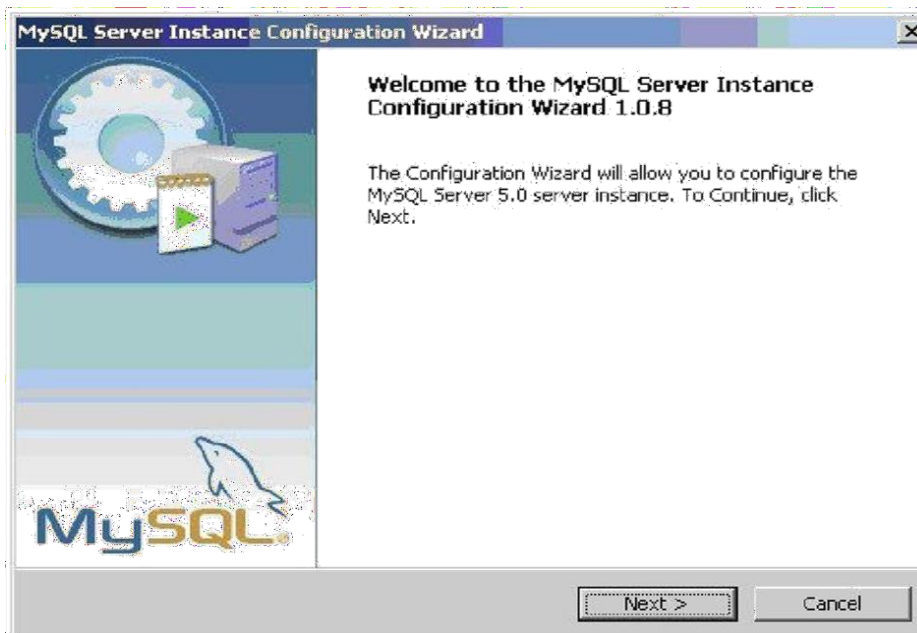 MySQL Server Instance Configuration Wizard
Welcome to the MySQL Server Instance
Configuration Wizard 1.0.8
The Configuration Wizard will allow you to configure the
MySQL Server 5.0 server instance. To Continue, click
Next.
MySQL.
Next >
Cancel